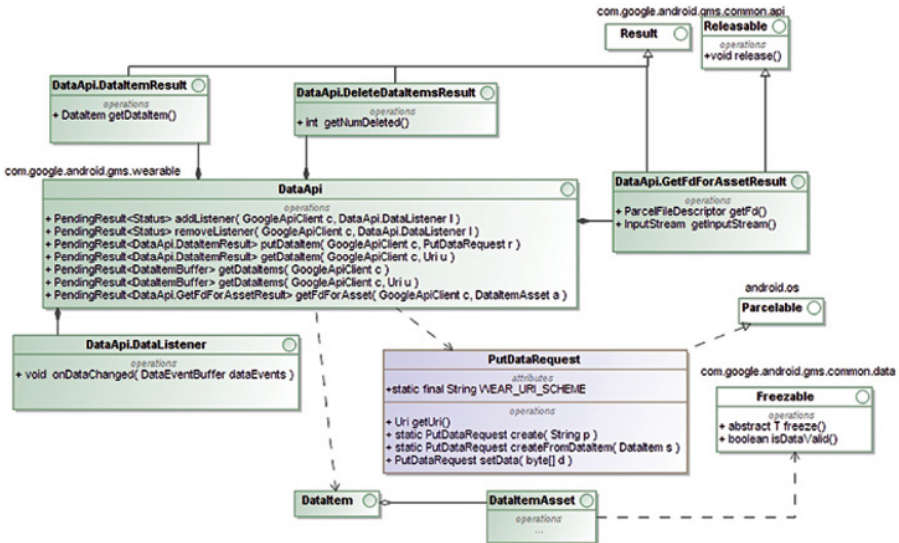 com.google.android.gms.common.api
Result
Releasable
operations
+void release()
DataApi.DataItemResult
operations
+ DataItem getDataItem()
DataApi.DeleteDataItemsResult
operations
+ int getNumDeleted()
com.google.android.gms.wearable
DataApi
operations
+ PendingResult<Status> addListener( GoogleApiClient c, DataApi.DataListener l )
+ PendingResult<Status> removeListener( GoogleApiClient c, DataApi.DataListener l )
+ PendingResult<DataApi.DataItemResult> putDataItem( GoogleApiClient c, PutDataRequest r )
+ PendingResult<DataApi.DataItemResult> getDataItem( GoogleApiClient c, Uri u )
+ PendingResult<DataItemBuffer> getDataItems( GoogleApiClient c )
+ PendingResult<DataItemBuffer> getDataItems( GoogleApiClient c, Uri u )
+ PendingResult<DataApi.GetFdForAssetResult> getFdForAsset( GoogleApiClient c, DataItemAsset a )
DataApi.GetFdForAssetResult
operations
+ ParcelFileDescriptor getFd()
+ InputStream getInputStream()
android.os
Parcelable
DataApi.DataListener
operations
+ void onDataChanged( DataEventBuffer dataEvents )
PutDataRequest
attributes
+static final String WEAR_URI_SCHEME
operations
+ Uri getUri()
+ static PutDataRequest create( String p )
+ static PutDataRequest createFromDataItem( DataItem s )
+ PutDataRequest setData( byte[] d )
com.google.android.gms.common.data
Freezable
operations
+ abstract T freeze()
+ boolean isDataValid()
DataItem
DataItemAsset
operations
...